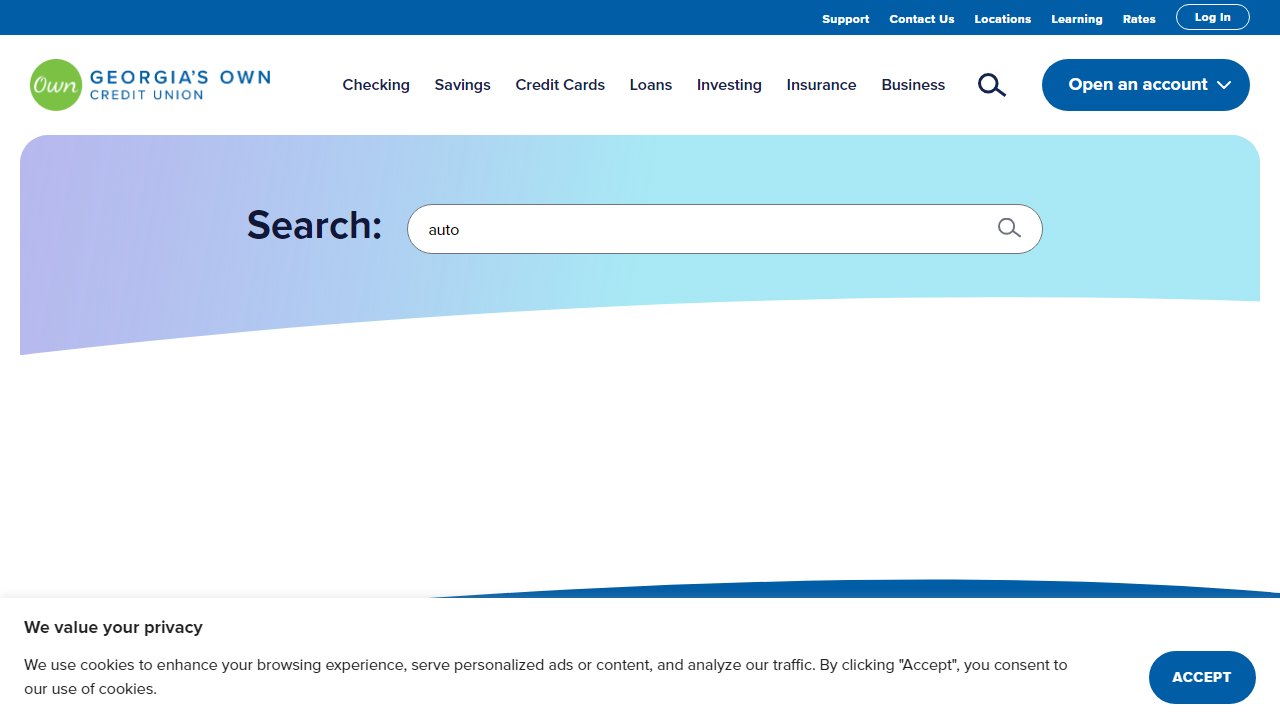 Support Contact Us Locations Learning Rates Log In
Own GEORGIA'S OWN
CREDIT UNION
Checking Savings Credit Cards Loans Investing Insurance Business Open an account
Search: auto
We value your privacy
We use cookies to enhance your browsing experience, serve personalized ads or content, and analyze our traffic. By clicking "Accept", you consent to
our use of cookies.
ACCEPT